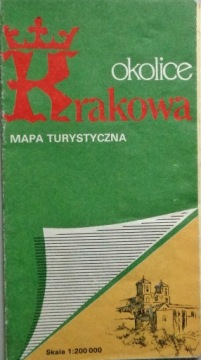 okolice
Krakowa
MAPA TURYSTYCZNA
Skala 1:200 000